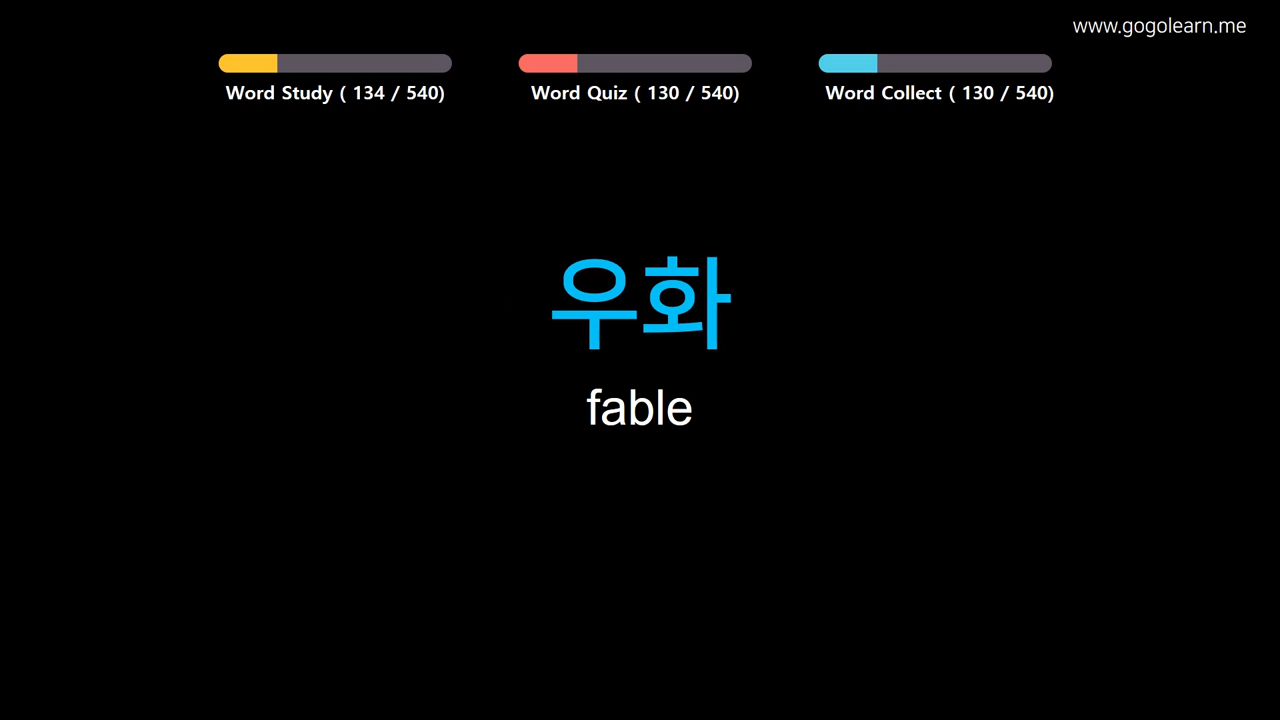 www.gogolearn.me
Word Study ( 134 / 540)
Word Quiz ( 130 / 540)
Word Collect ( 130 / 540)
우화
fable